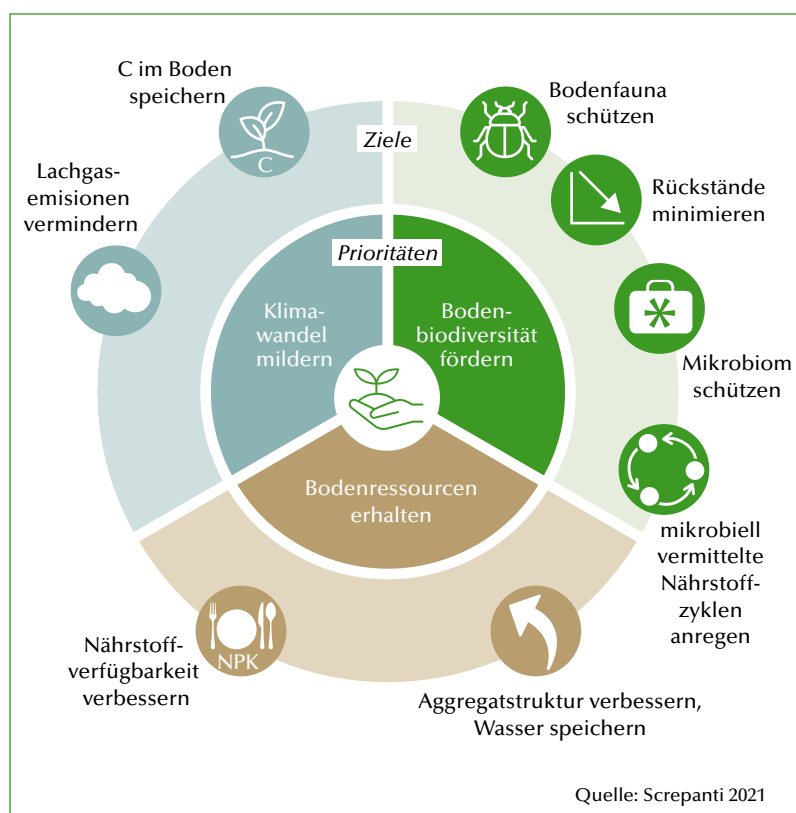 C im Boden
speichern
C
Lachgas-
emisionen
vermindern
Ziele
Prioritäten
Bodenfauna
schützen
Rückstände
minimieren
Mikrobiom
schützen
mikrobiell
vermittelte
Nährstoff-
zyklen
anregen
Klima-
wandel
mildern
Boden-
biodiversität
fördern
Bodenressourcen
erhalten
NPK
Nährstoff-
verfügbarkeit
verbessern
Aggregatstruktur verbessern,
Wasser speichern
Quelle: Screpanti 2021